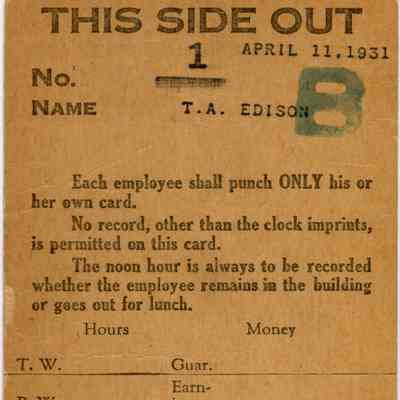 THIS SIDE OUT
APRIL 11,1931
No. 1
B
NAME T.A. EDISON
Each employee shall punch ONLY his or
her own card.
No record, other than the clock imprints,
is permitted on this card.
The noon hour is always to be recorded
whether the employee remains in the building
or goes out for lunch.
Hours Money
T. W. Guar.
Earn-